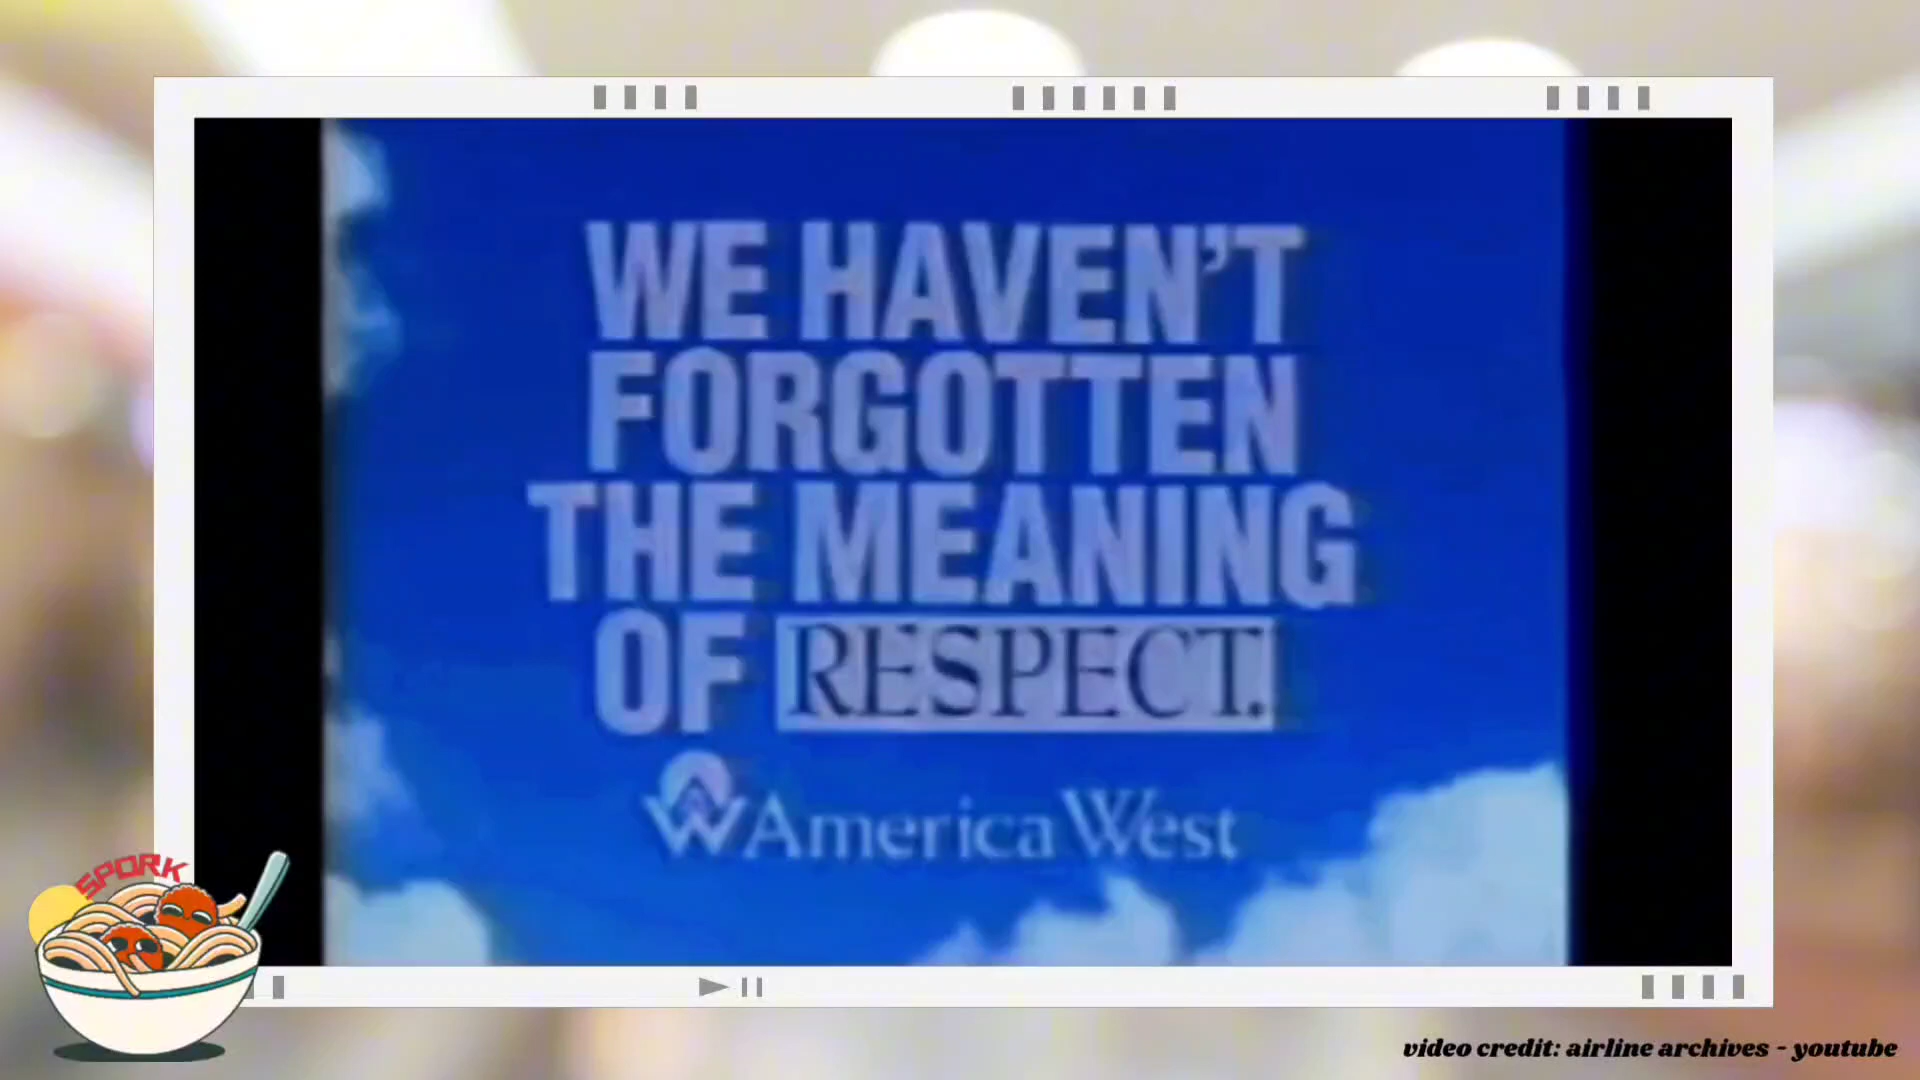 WE HAVEN'T
FORGOTTEN
THE MEANING
OF RESPECT.
America West
SPORK
video credit: airline archives - youtube